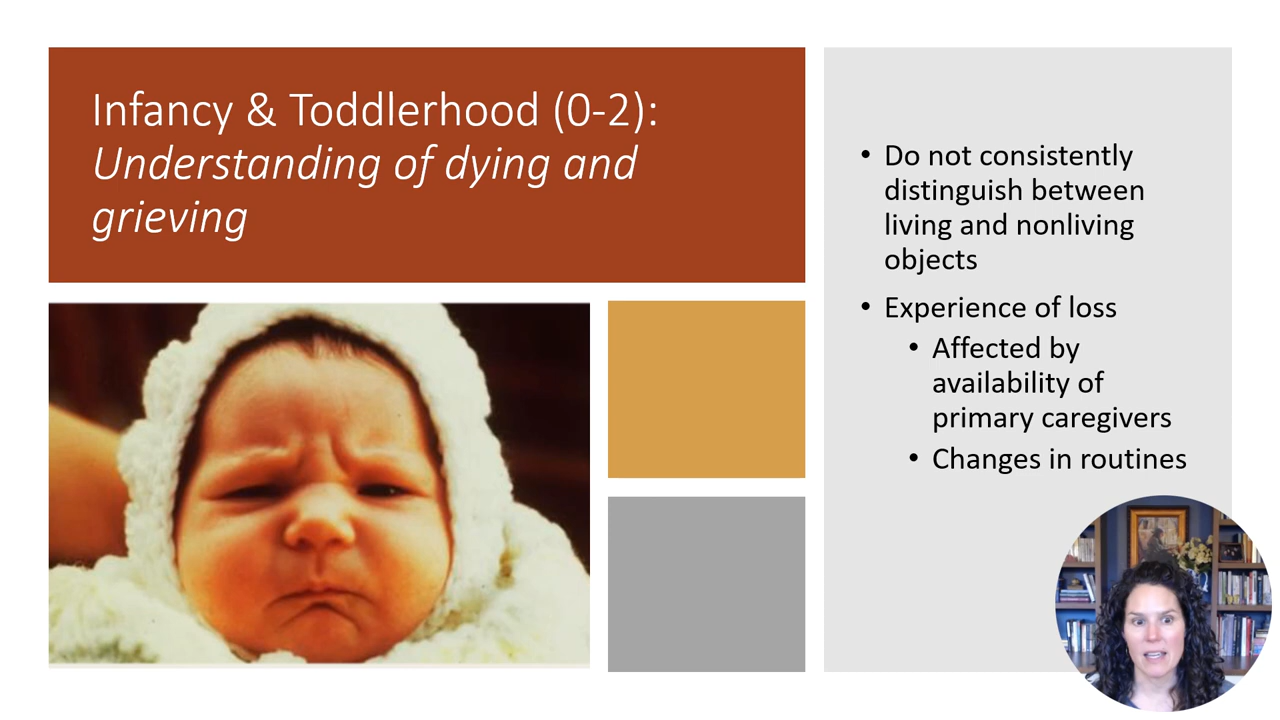 Infancy & Toddlerhood (0-2):
Understanding of dying and
grieving
• Do not consistently
distinguish between
living and nonliving
objects
• Experience of loss
• Affected by
availability of
primary caregivers
• Changes in routines